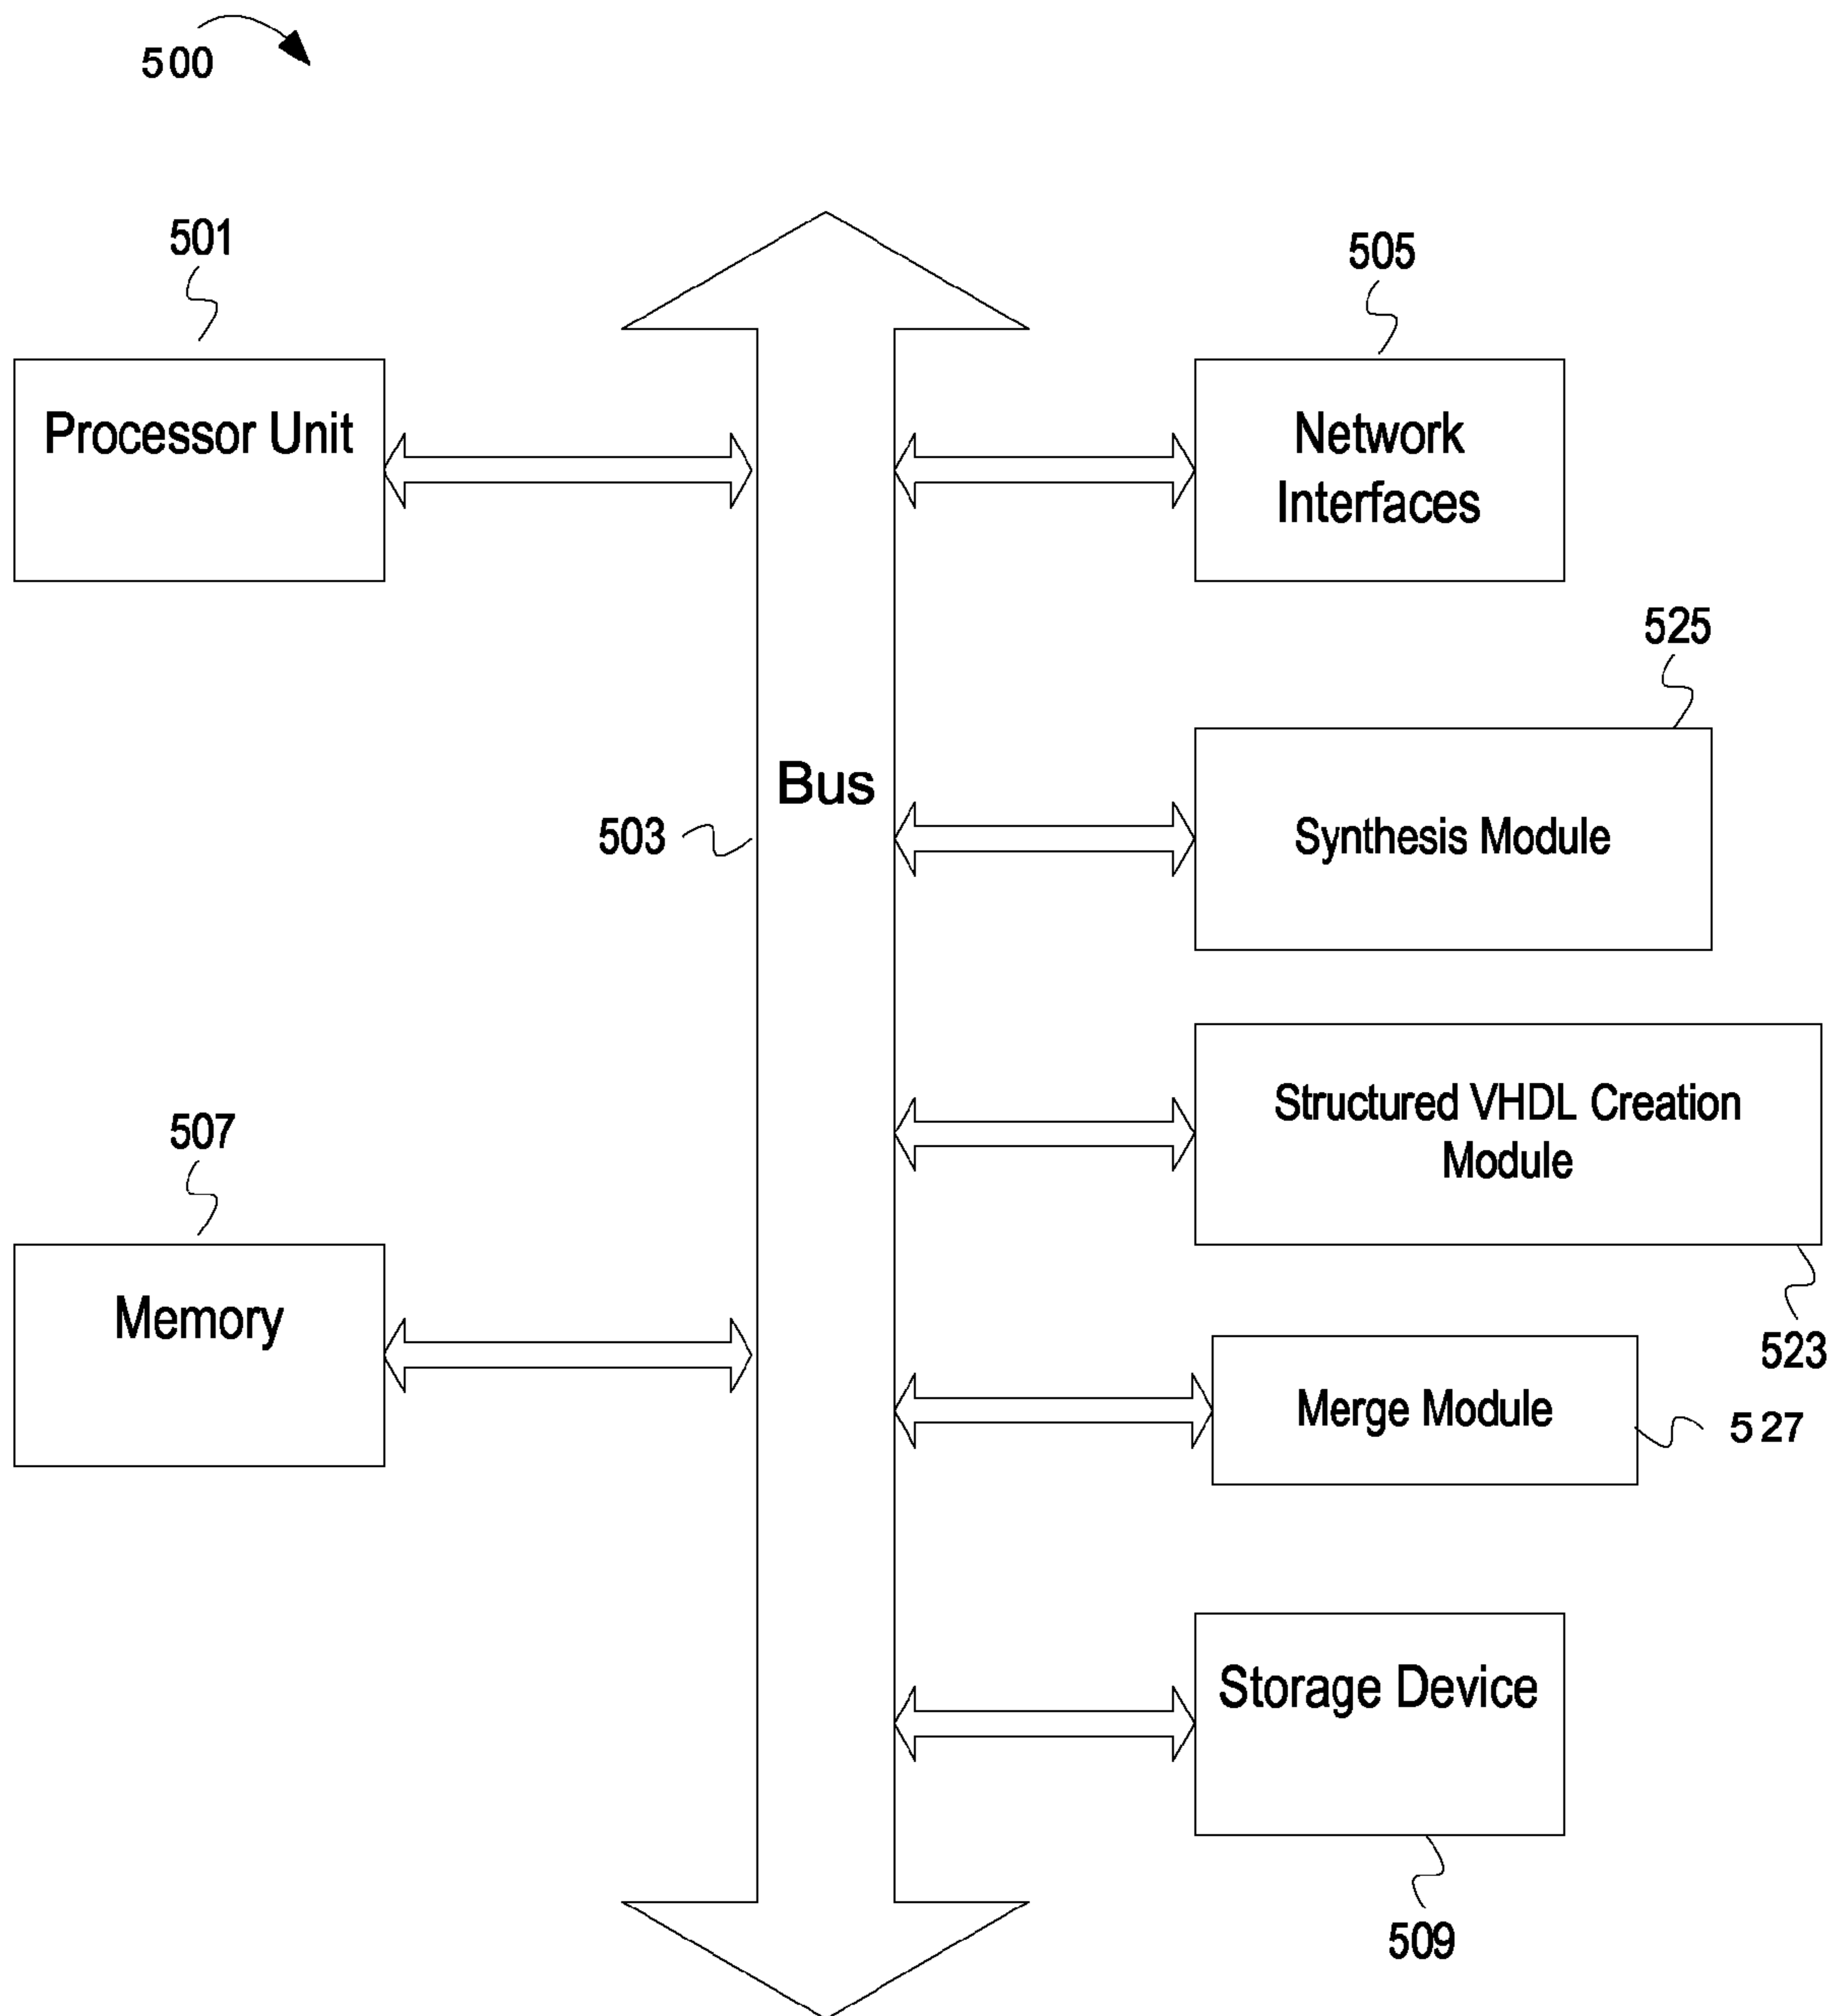 500
501
505
Processor Unit
Network
Interfaces
525
Bus
503
Synthesis Module
Structured VHDL Creation
Module
507
Memory
523
Merge Module
527
Storage Device
509